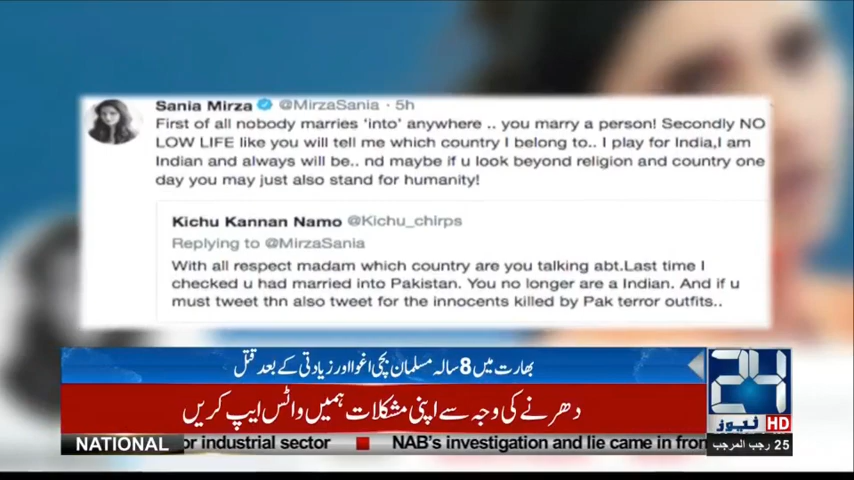 Sania Mirza @MirzaSania · 5h
First of all nobody marries 'into' anywhere .. you marry a person! Secondly NO
LOW LIFE like you will tell me which country I belong to.. I play for India,I am
Indian and always will be.. nd maybe if u look beyond religion and country one
day you may just also stand for humanity!
Kichu Kannan Namo @Kichu_chirps
Replying to @MirzaSania
With all respect madam which country are you talking abt.Last time I
checked u had married into Pakistan. You no longer are a Indian. And if u
must tweet thn also tweet for the innocents killed by Pak terror outfits..
بھارت میں 8 سالہ مسلمان بچی اغوا اور زیادتی کے بعد قتل
دھرنے کی وجہ سے اپنی مشکلات ہمیں واٹس ایپ کریں
24
نیوز HD
NATIONAL or industrial sector NAB's investigation and lie came in from
25 رجب المرجب